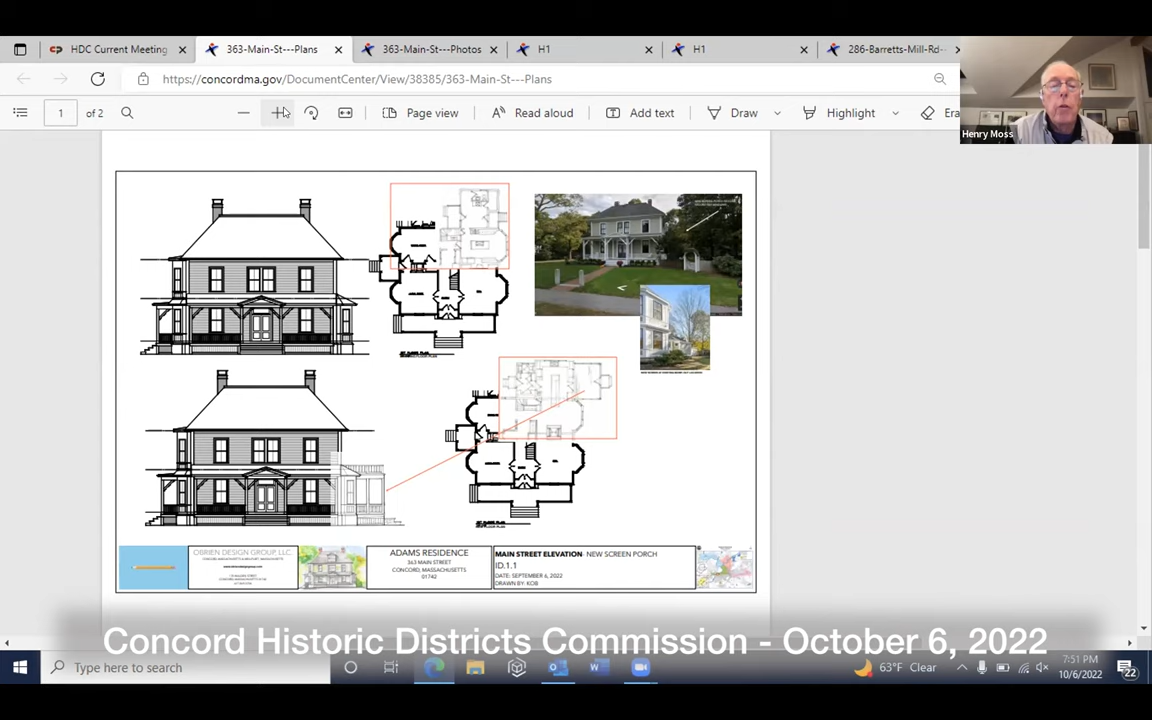 HDC Current Meeting
363-Main-St---Plans
363-Main-St---Photos
H1
H1
286-Barretts-Mill-Rd-
https://concordma.gov/DocumentCenter/View/38385/363-Main-St---Plans
1 of 2
Page view
Read aloud
Add text
Draw
Highlight
Era
Henry Moss
OBRIEN DESIGN GROUP, LLC.
ADAMS RESIDENCE
363 MAIN STREET
CONCORD, MASSACHUSETTS
01742
MAIN STREET ELEVATION- NEW SCREEN PORCH
ID.1.1
DATE: SEPTEMBER 6, 2022
DRAWN BY: KOB
Concord Historic Districts Commission - October 6, 2022
Type here to search
63°F Clear
7:51 PM
10/6/2022
22